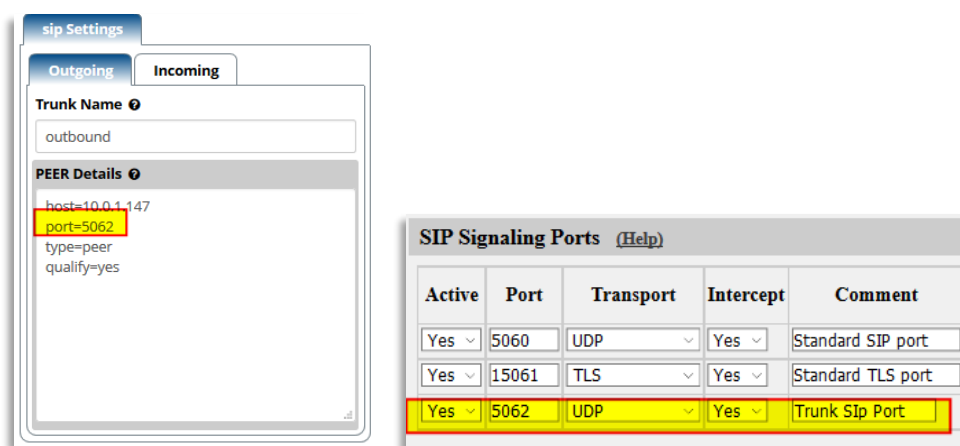 sip Settings
Outgoing Incoming
Trunk Name
outbound
PEER Details
host=10.0.1.147
port=5062
type=peer
qualify=yes
SIP Signaling Ports (Help)
Active Port Transport Intercept Comment
Yes 5060 UDP Yes Standard SIP port
Yes 15061 TLS Yes Standard TLS port
Yes 5062 UDP Yes Trunk SIp Port